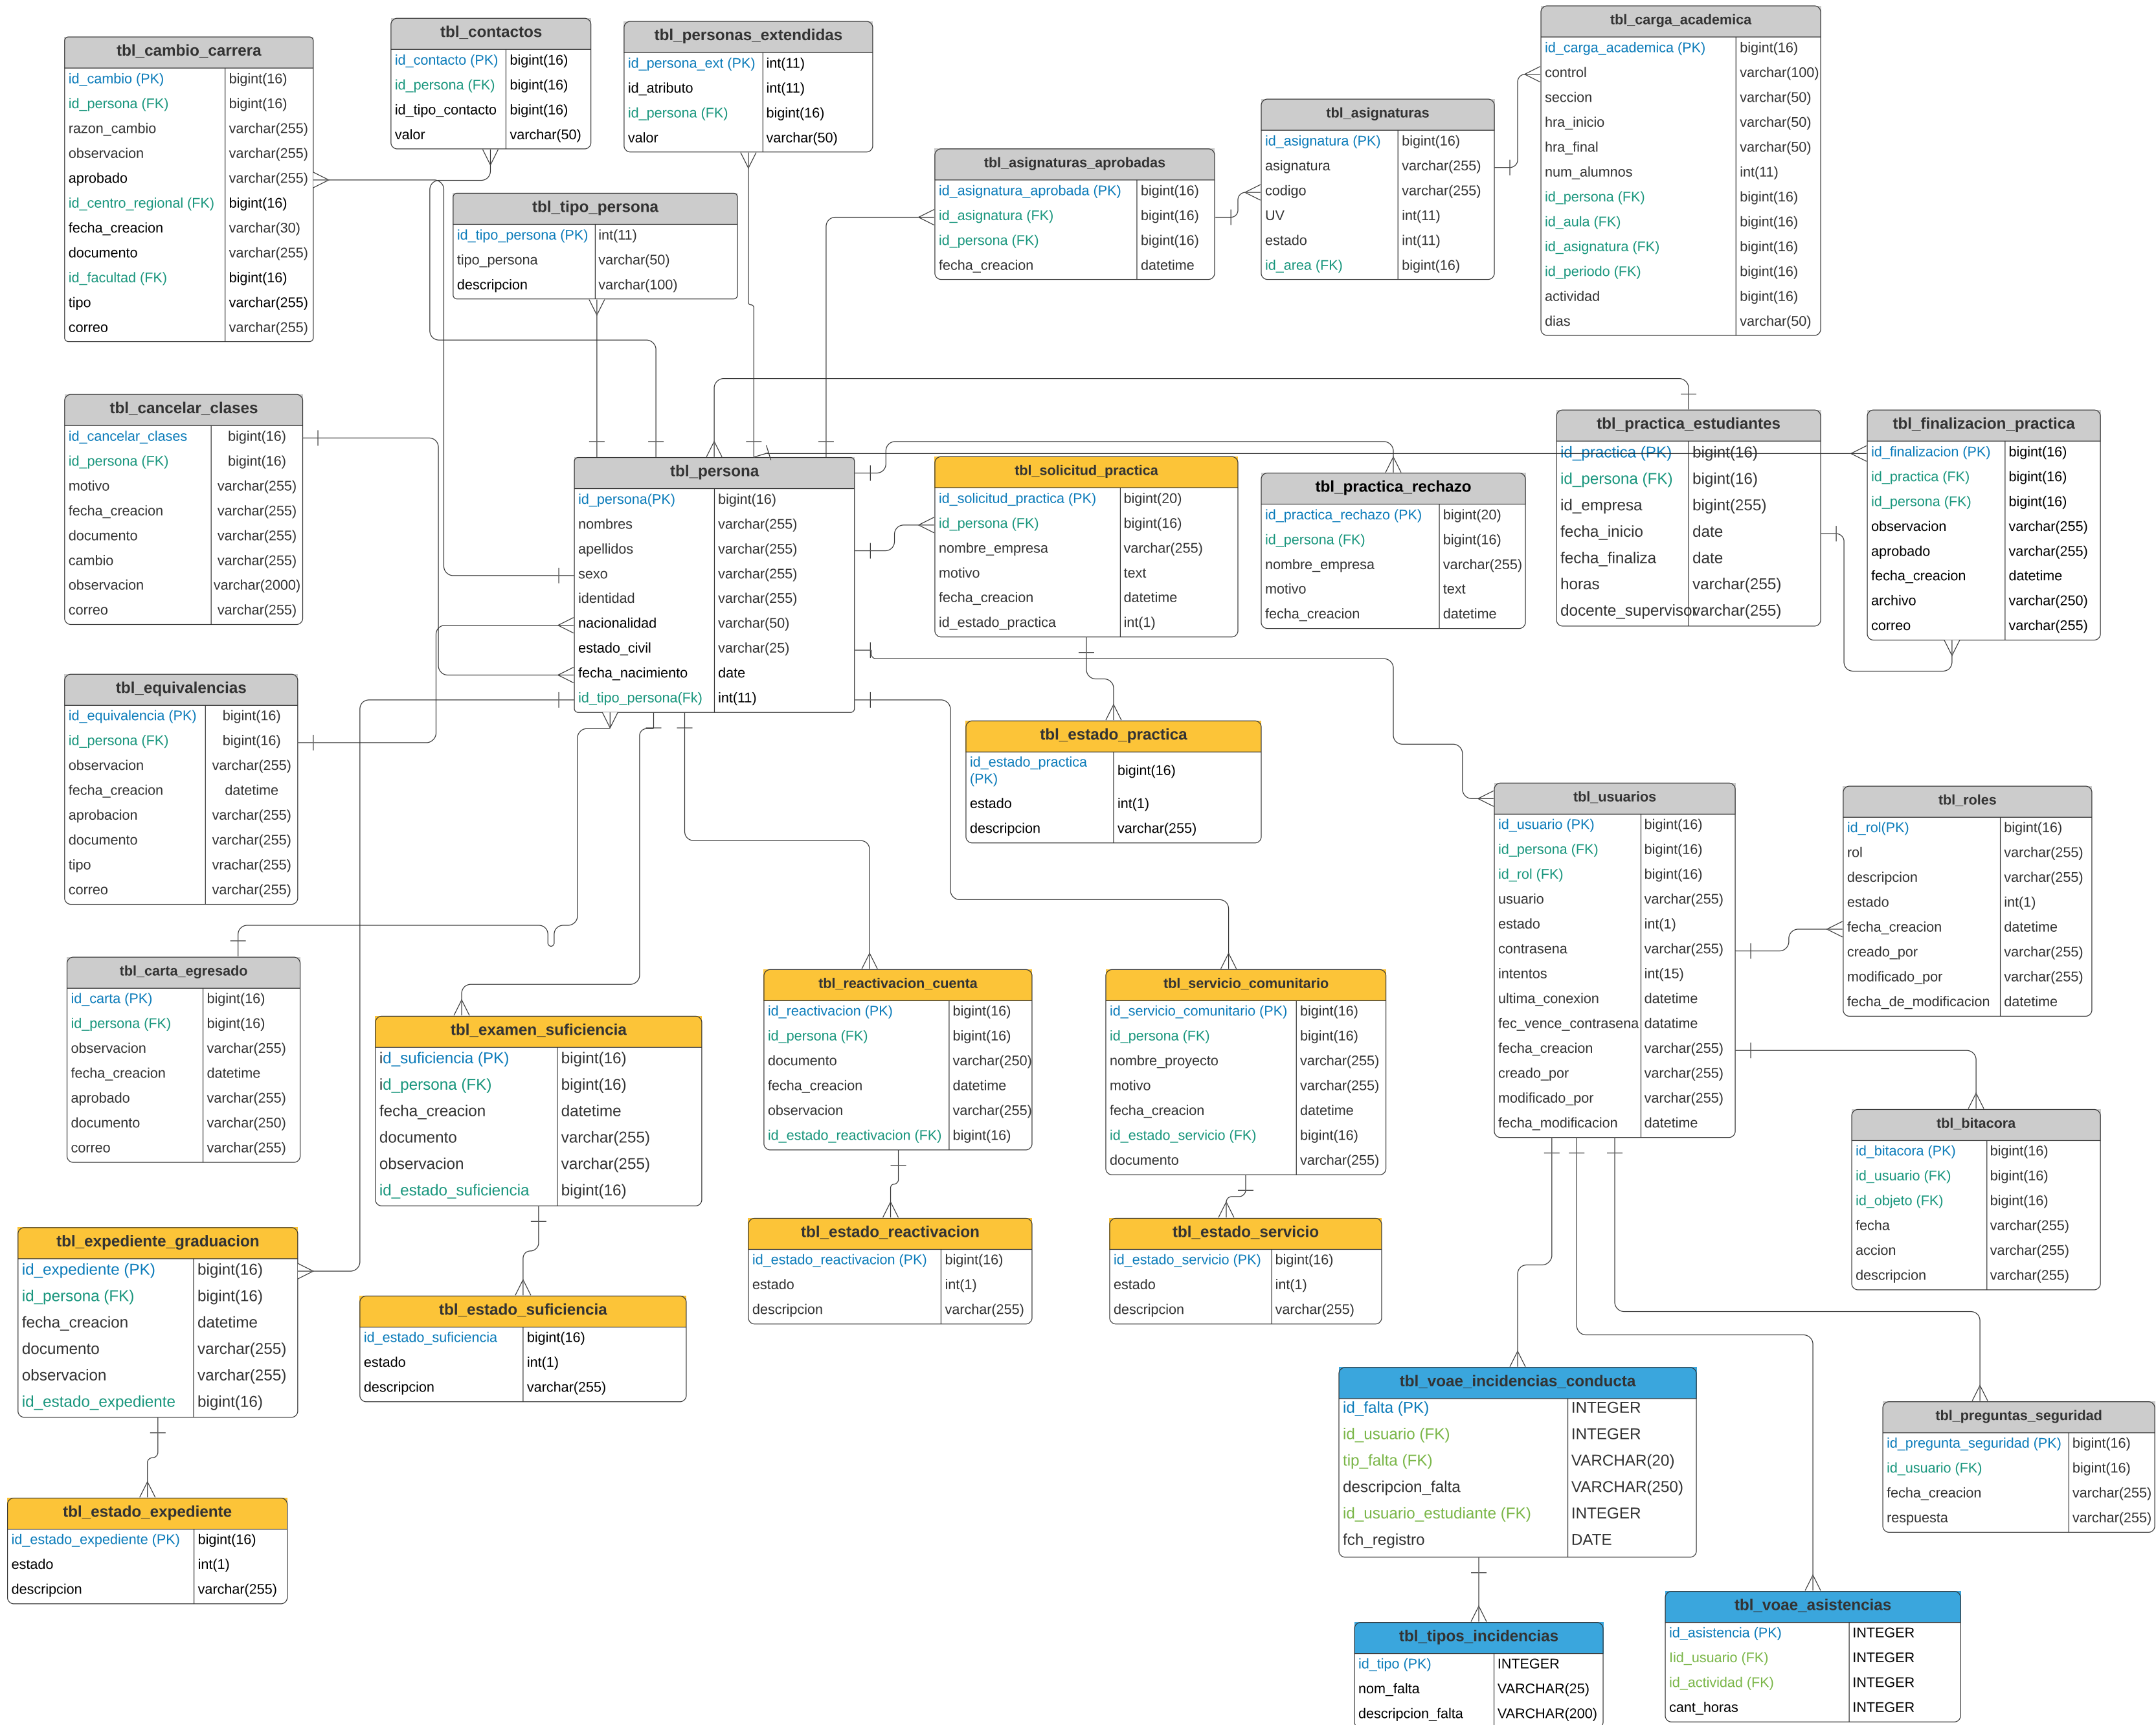 tbl_cambio_carrera
id_cambio (PK) bigint(16)
id_persona (FK) bigint(16)
razon_cambio varchar(255)
observacion varchar(255)
aprobado varchar(255)
id_centro_regional (FK) bigint(16)
fecha_creacion varchar(30)
documento varchar(255)
id_facultad (FK) bigint(16)
tipo varchar(255)
correo varchar(255)
tbl_contactos
id_contacto (PK) bigint(16)
id_persona (FK) bigint(16)
id_tipo_contacto bigint(16)
valor varchar(50)
tbl_personas_extendidas
id_persona_ext (PK) int(11)
id_atributo int(11)
id_persona (FK) bigint(16)
valor varchar(50)
tbl_tipo_persona
id_tipo_persona (PK) int(11)
tipo_persona varchar(50)
descripcion varchar(100)
tbl_asignaturas_aprobadas
id_asignatura_aprobada (PK) bigint(16)
id_asignatura (FK) bigint(16)
id_persona (FK) bigint(16)
fecha_creacion datetime
tbl_asignaturas
id_asignatura (PK) bigint(16)
asignatura varchar(255)
codigo varchar(255)
UV int(11)
estado int(11)
id_area (FK) bigint(16)
tbl_carga_academica
id_carga_academica (PK) bigint(16)
control varchar(100)
seccion varchar(50)
hra_inicio varchar(50)
hra_final varchar(50)
num_alumnos int(11)
id_persona (FK) bigint(16)
id_aula (FK) bigint(16)
id_asignatura (FK) bigint(16)
id_periodo (FK) bigint(16)
actividad bigint(16)
dias varchar(50)
tbl_cancelar_clases
id_cancelar_clases bigint(16)
id_persona (FK) bigint(16)
motivo varchar(255)
fecha_creacion varchar(255)
documento varchar(255)
cambio varchar(255)
observacion varchar(2000)
correo varchar(255)
tbl_persona
id_persona(PK) bigint(16)
nombres varchar(255)
apellidos varchar(255)
sexo varchar(255)
identidad varchar(255)
nacionalidad varchar(50)
estado_civil varchar(25)
fecha_nacimiento date
id_tipo_persona(Fk) int(11)
tbl_solicitud_practica
id_solicitud_practica (PK) bigint(20)
id_persona (FK) bigint(16)
nombre_empresa varchar(255)
motivo text
fecha_creacion datetime
id_estado_practica int(1)
tbl_practica_rechazo
id_practica_rechazo (PK) bigint(20)
id_persona (FK) bigint(16)
nombre_empresa varchar(255)
motivo text
fecha_creacion datetime
tbl_practica_estudiantes
id_practica (PK) bigint(16)
id_persona (FK) bigint(16)
id_empresa bigint(255)
fecha_inicio date
fecha_finaliza date
horas varchar(255)
docente_supervisor varchar(255)
tbl_finalizacion_practica
id_finalizacion (PK) bigint(16)
id_practica (FK) bigint(16)
id_persona (FK) bigint(16)
observacion varchar(255)
aprobado varchar(255)
fecha_creacion datetime
archivo varchar(250)
correo varchar(255)
tbl_equivalencias
id_equivalencia (PK) bigint(16)
id_persona (FK) bigint(16)
observacion varchar(255)
fecha_creacion datetime
aprobacion varchar(255)
documento varchar(255)
tipo vrachar(255)
correo varchar(255)
tbl_estado_practica
id_estado_practica
(PK) bigint(16)
estado int(1)
descripcion varchar(255)
tbl_usuarios
id_usuario (PK) bigint(16)
id_persona (FK) bigint(16)
id_rol (FK) bigint(16)
usuario varchar(255)
estado int(1)
contrasena varchar(255)
intentos int(15)
ultima_conexion datetime
fec_vence_contrasena datatime
fecha_creacion varchar(255)
creado_por varchar(255)
modificado_por varchar(255)
fecha_modificacion datetime
tbl_roles
id_rol(PK) bigint(16)
rol varchar(255)
descripcion varchar(255)
estado int(1)
fecha_creacion datetime
creado_por varchar(255)
modificado_por varchar(255)
fecha_de_modificacion datetime
tbl_carta_egresado
id_carta (PK) bigint(16)
id_persona (FK) bigint(16)
observacion varchar(255)
fecha_creacion datetime
aprobado varchar(255)
documento varchar(250)
correo varchar(255)
tbl_examen_suficiencia
id_suficiencia (PK) bigint(16)
id_persona (FK) bigint(16)
fecha_creacion datetime
documento varchar(255)
observacion varchar(255)
id_estado_suficiencia bigint(16)
tbl_reactivacion_cuenta
id_reactivacion (PK) bigint(16)
id_persona (FK) bigint(16)
documento varchar(250)
fecha_creacion datetime
observacion varchar(255)
id_estado_reactivacion (FK) bigint(16)
tbl_servicio_comunitario
id_servicio_comunitario (PK) bigint(16)
id_persona (FK) bigint(16)
nombre_proyecto varchar(255)
motivo varchar(255)
fecha_creacion datetime
id_estado_servicio (FK) bigint(16)
documento varchar(255)
tbl_bitacora
id_bitacora (PK) bigint(16)
id_usuario (FK) bigint(16)
id_objeto (FK) bigint(16)
fecha varchar(255)
accion varchar(255)
descripcion varchar(255)
tbl_expediente_graduacion
id_expediente (PK) bigint(16)
id_persona (FK) bigint(16)
fecha_creacion datetime
documento varchar(255)
observacion varchar(255)
id_estado_expediente bigint(16)
tbl_estado_suficiencia
id_estado_suficiencia bigint(16)
estado int(1)
descripcion varchar(255)
tbl_estado_reactivacion
id_estado_reactivacion (PK) bigint(16)
estado int(1)
descripcion varchar(255)
tbl_estado_servicio
id_estado_servicio (PK) bigint(16)
estado int(1)
descripcion varchar(255)
tbl_voae_incidencias_conducta
id_falta (PK) INTEGER
id_usuario (FK) INTEGER
tip_falta (FK) VARCHAR(20)
descripcion_falta VARCHAR(250)
id_usuario_estudiante (FK) INTEGER
fch_registro DATE
tbl_preguntas_seguridad
id_pregunta_seguridad (PK) bigint(16)
id_usuario (FK) bigint(16)
fecha_creacion varchar(255)
respuesta varchar(255)
tbl_estado_expediente
id_estado_expediente (PK) bigint(16)
estado int(1)
descripcion varchar(255)
tbl_tipos_incidencias
id_tipo (PK) INTEGER
nom_falta VARCHAR(25)
descripcion_falta VARCHAR(200)
tbl_voae_asistencias
id_asistencia (PK) INTEGER
Iid_usuario (FK) INTEGER
id_actividad (FK) INTEGER
cant_horas INTEGER